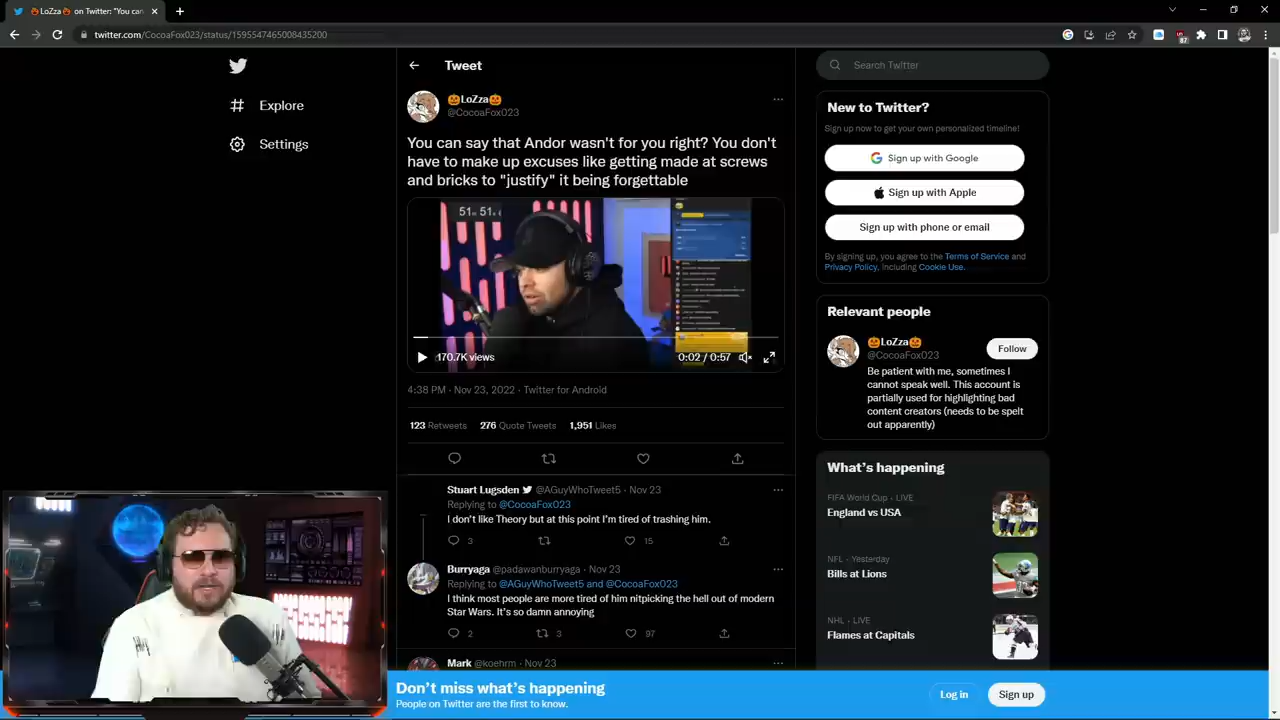 🎃LoZza🎃 on Twitter: "You can
twitter.com/CocoaFox023/status/1595547465008435200
87
Explore
Settings
Tweet
🎃LoZza🎃
@CocoaFox023
You can say that Andor wasn't for you right? You don't
have to make up excuses like getting made at screws
and bricks to "justify" it being forgettable
170.7K views
0:02 / 0:57
4:38 PM · Nov 23, 2022 · Twitter for Android
123 Retweets 276 Quote Tweets 1,951 Likes
Stuart Lugsden @AGuyWhoTweet5 · Nov 23
Replying to @CocoaFox023
I don't like Theory but at this point I'm tired of trashing him.
3 15
Burryaga @padawanburryaga · Nov 23
Replying to @AGuyWhoTweet5 and @CocoaFox023
I think most people are more tired of him nitpicking the hell out of modern
Star Wars. It's so damn annoying
2 3 97
Mark @koehrm · Nov 23
Search Twitter
New to Twitter?
Sign up now to get your own personalized timeline!
Sign up with Google
Sign up with Apple
Sign up with phone or email
By signing up, you agree to the Terms of Service and
Privacy Policy, including Cookie Use.
Relevant people
🎃LoZza🎃
@CocoaFox023
Follow
Be patient with me, sometimes I
cannot speak well. This account is
partially used for highlighting bad
content creators (needs to be spelt
out apparently)
What's happening
FIFA World Cup · LIVE
England vs USA
NFL · Yesterday
Bills at Lions
NHL · LIVE
Flames at Capitals
Don't miss what's happening
People on Twitter are the first to know.
Log in
Sign up